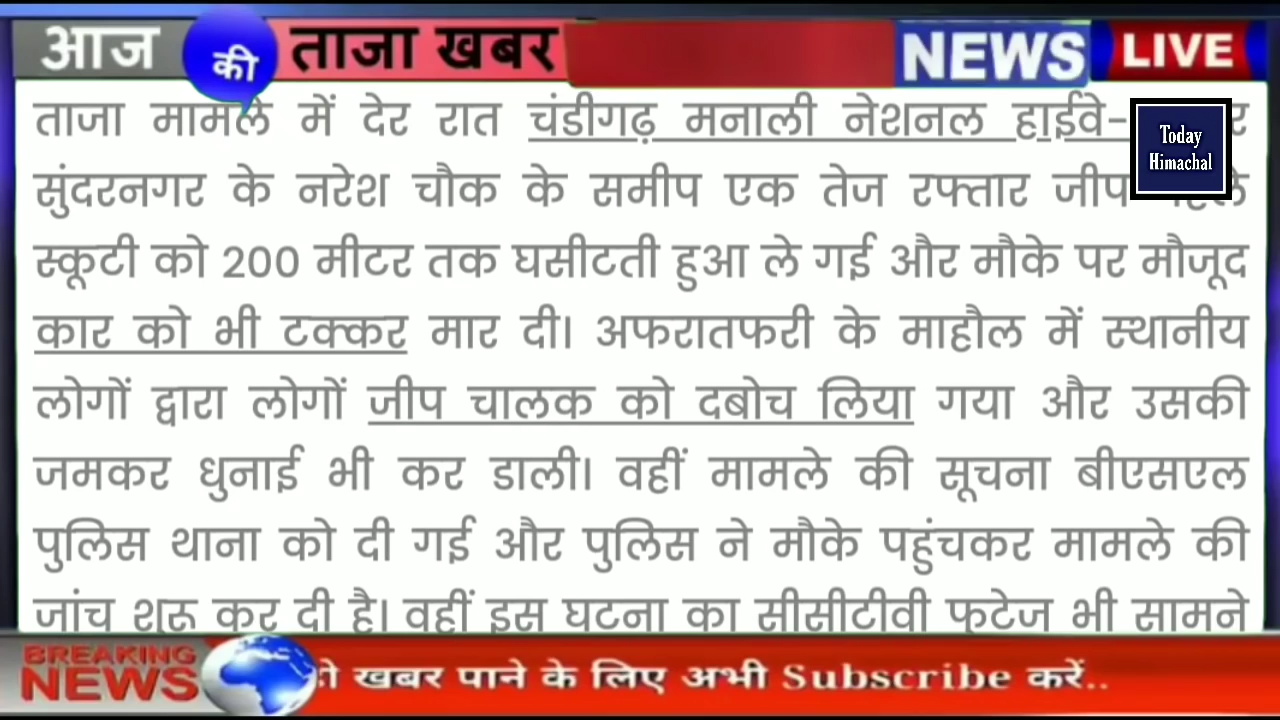 आज की ताजा खबर NEWS LIVE
ताजा मामले में देर रात चंडीगढ़ मनाली नेशनल हाईवे-
Today
Himachal
सुंदरनगर के नरेश चौक के समीप एक तेज रफ्तार जीप
स्कूटी को 200 मीटर तक घसीटती हुआ ले गई और मौके पर मौजूद
कार को भी टक्कर मार दी। अफरातफरी के माहौल में स्थानीय
लोगों द्वारा लोगों जीप चालक को दबोच लिया गया और उसकी
जमकर धुनाई भी कर डाली। वहीं मामले की सूचना बीएसएल
पुलिस थाना को दी गई और पुलिस ने मौके पहुंचकर मामले की
जांच शुरू कर दी है। वहीं इस घटना का सीसीटीवी फुटेज भी सामने
BREAKING
NEWS
खबर पाने के लिए अभी Subscribe करें..